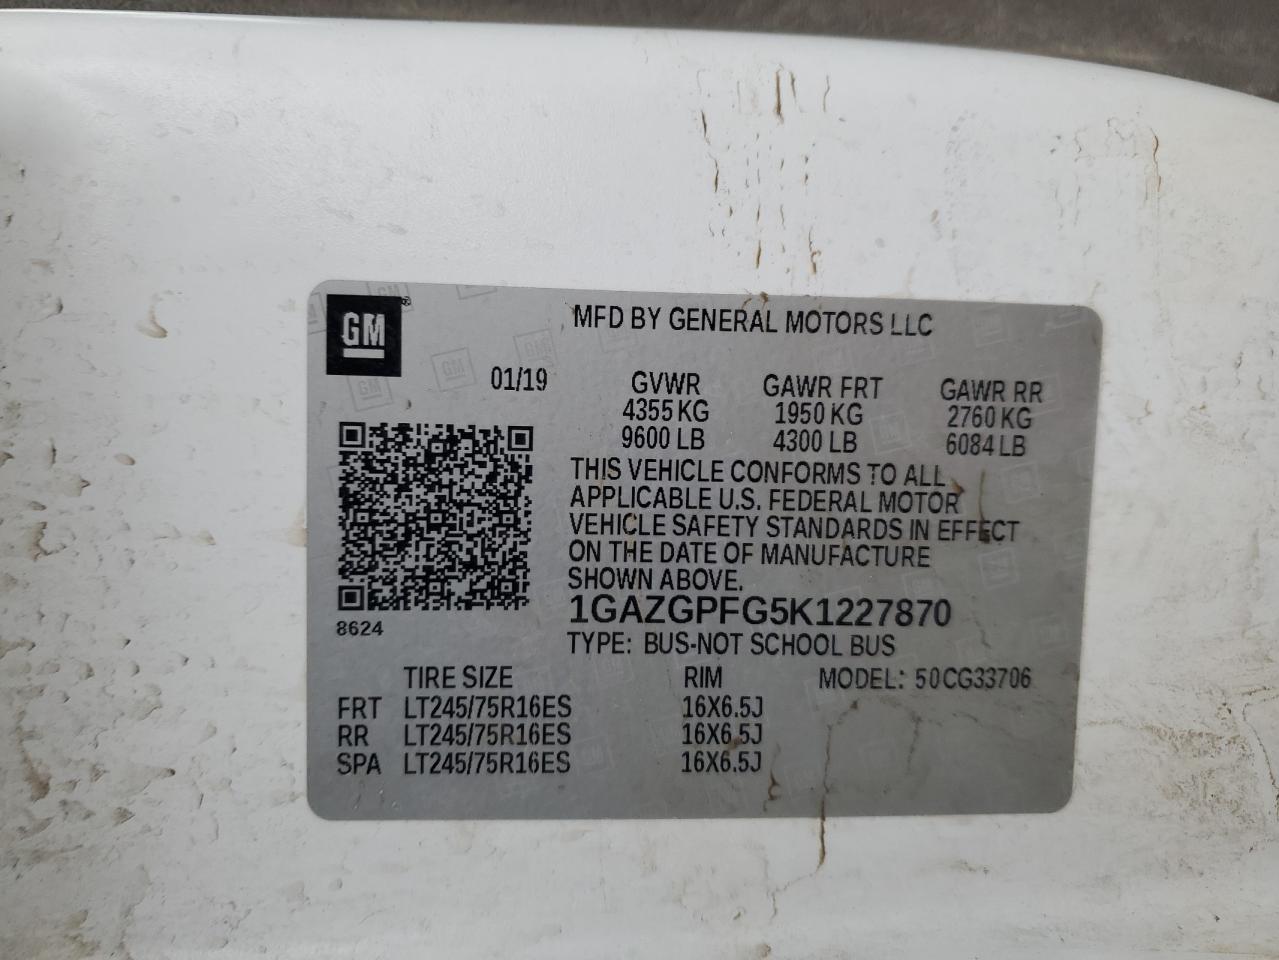 GM
MFD BY GENERAL MOTORS LLC
01/19
GVWR GAWR FRT GAWR RR
4355 KG 1950 KG 2760 KG
9600 LB 4300 LB 6084 LB
THIS VEHICLE CONFORMS TO ALL
APPLICABLE U.S. FEDERAL MOTOR
VEHICLE SAFETY STANDARDS IN EFFECT
ON THE DATE OF MANUFACTURE
SHOWN ABOVE.
1GAZGPFG5K1227870
8624
TYPE: BUS-NOT SCHOOL BUS
TIRE SIZE RIM MODEL: 50CG33706
FRT LT245/75R16ES 16X6.5J
RR LT245/75R16ES 16X6.5J
SPA LT245/75R16ES 16X6.5J